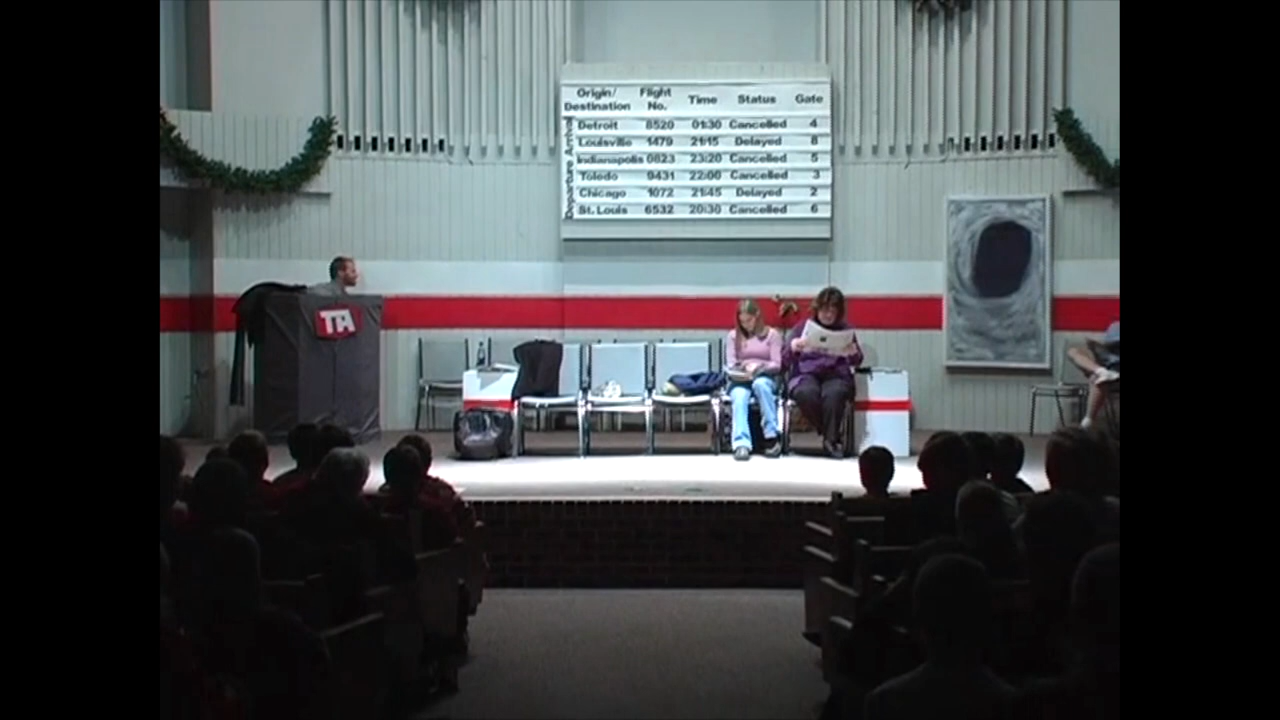 Origin/ Flight
Destination No. Time Status Gate
Departure Arrival
Detroit 8520 01:30 Cancelled 4
Louisville 1479 21:15 Delayed 8
Indianapolis 0823 23:20 Cancelled 5
Toledo 9431 22:00 Cancelled 3
Chicago 1072 21:45 Delayed 2
St. Louis 6532 20:30 Cancelled 6
TA